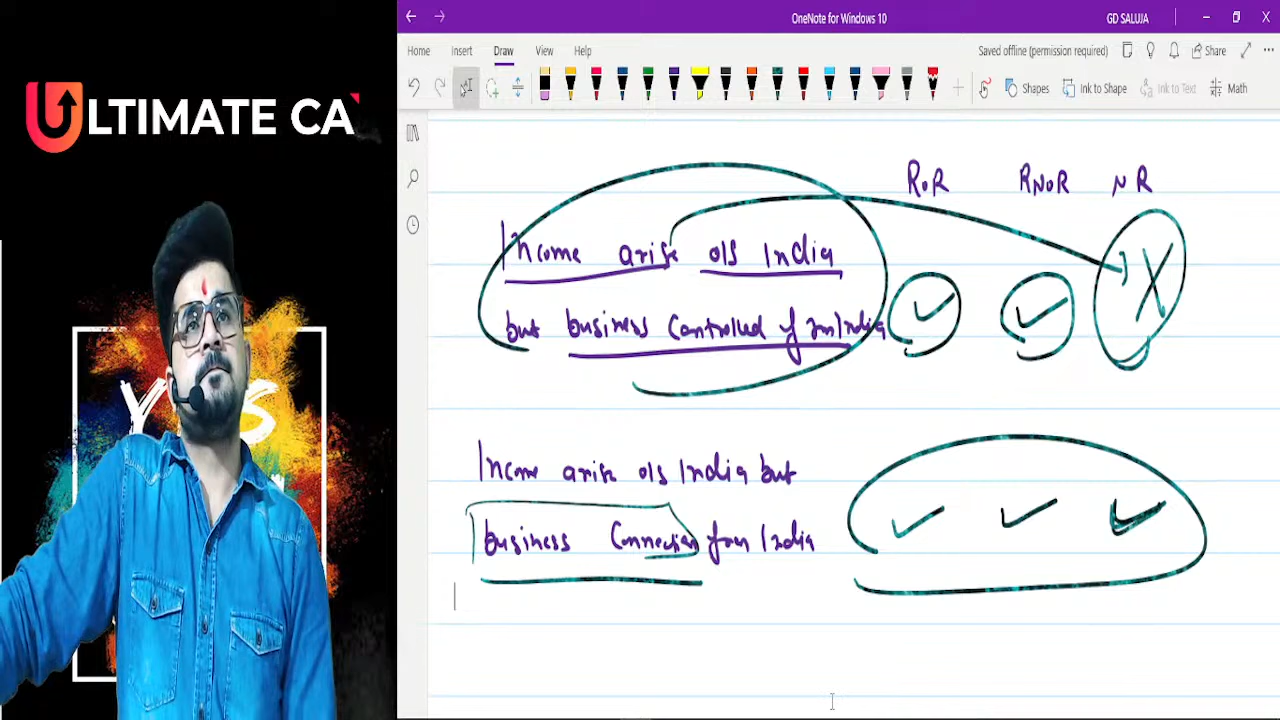 ULTIMATE CA
OneNote for Windows 10
GD SALUJA
Home Insert Draw View Help
Saved offline (permission required)
Share
Shapes
Ink to Shape
Ink to Text
Math
ROR RNOR NR
Income arise o/s India
but business Controlled from India
Income arise o/s India but
business Connection from India